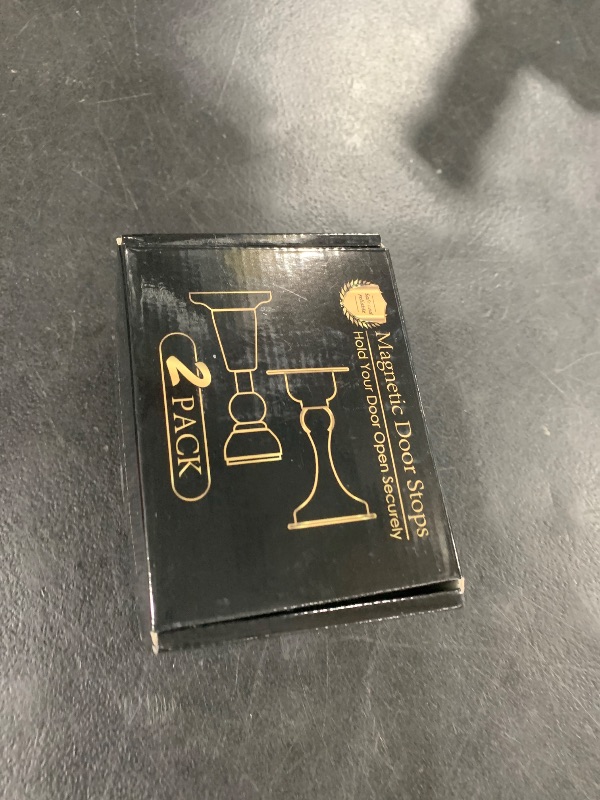 Magnetic Door Stops
Hold Your Door Open Securely
2 PACK